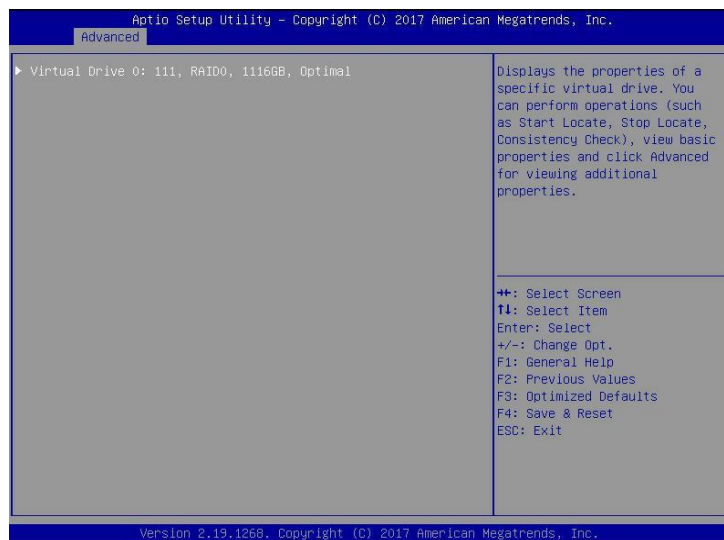 Aptio Setup Utility – Copyright (C) 2017 American Megatrends, Inc.
Advanced
Virtual Drive 0: 111, RAID0, 1116GB, Optimal
Displays the properties of a
specific virtual drive. You
can perform operations (such
as Start Locate, Stop Locate,
Consistency Check), view basic
properties and click Advanced
for viewing additional
properties.
→←: Select Screen
↑↓: Select Item
Enter: Select
+/-: Change Opt.
F1: General Help
F2: Previous Values
F3: Optimized Defaults
F4: Save & Reset
ESC: Exit
Version 2.19.1268. Copyright (C) 2017 American Megatrends, Inc.